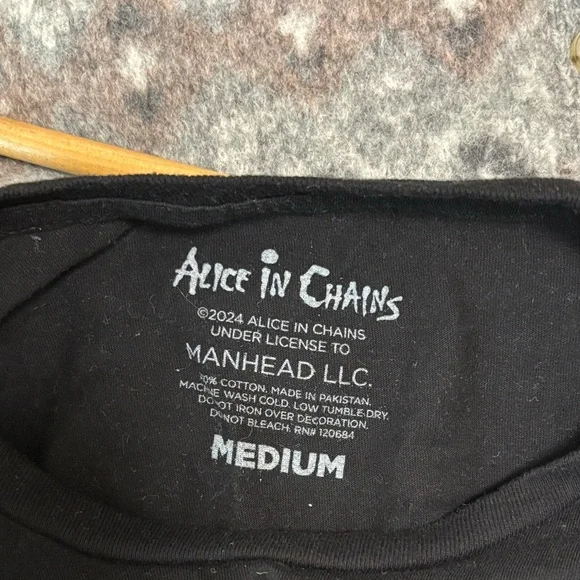 ALICE IN CHAINS
©2024 ALICE IN CHAINS
UNDER LICENSE TO
MANHEAD LLC.
COTTON. MADE IN PAKISTAN.
WASH COLD. LOW TUMBLE DRY.
DO NOT IRON OVER DECORATION.
DO NOT BLEACH. RN# 120684
MEDIUM